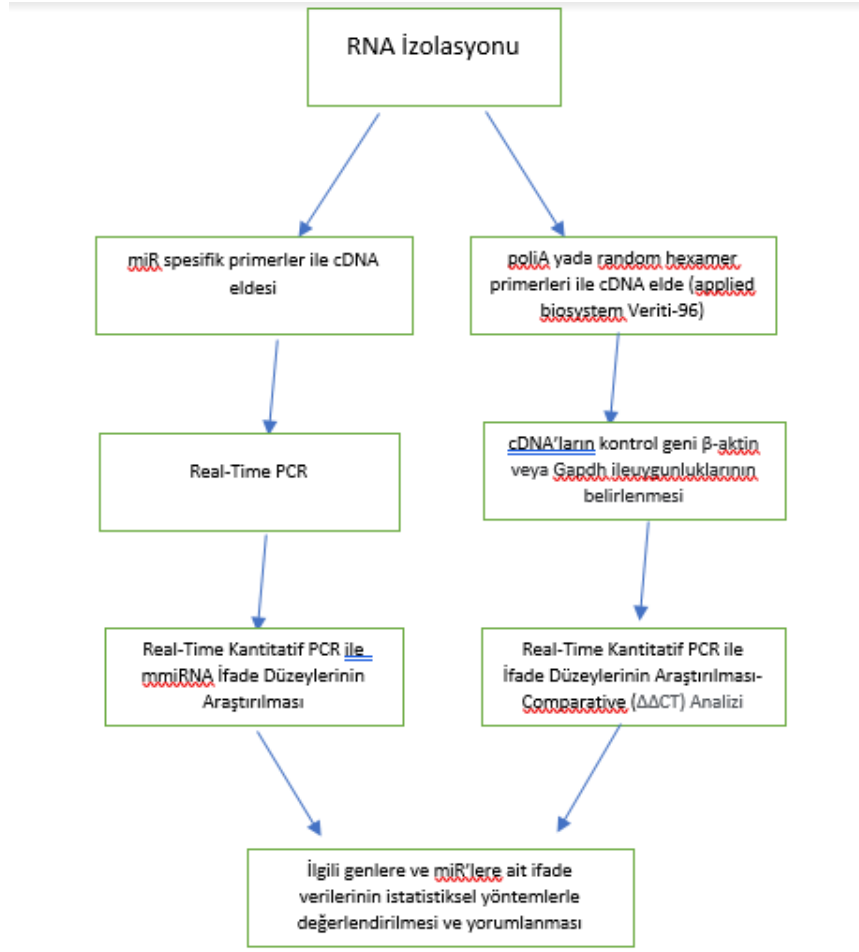 RNA İzolasyonu
miR spesifik primerler ile cDNA
eldesi
poliA yada random hexamer
primerleri ile cDNA elde (applied
biosystem Veriti-96)
Real-Time PCR
cDNA'ların kontrol geni β-aktin
veya Gapdh ileuygunluklarının
belirlenmesi
Real-Time Kantitatif PCR ile
mmiRNA İfade Düzeylerinin
Araştırılması
Real-Time Kantitatif PCR ile
İfade Düzeylerinin Araştırılması-
Comparative (ΔΔCT) Analizi
İlgili genlere ve miR'lere ait ifade
verilerinin istatistiksel yöntemlerle
değerlendirilmesi ve yorumlanması